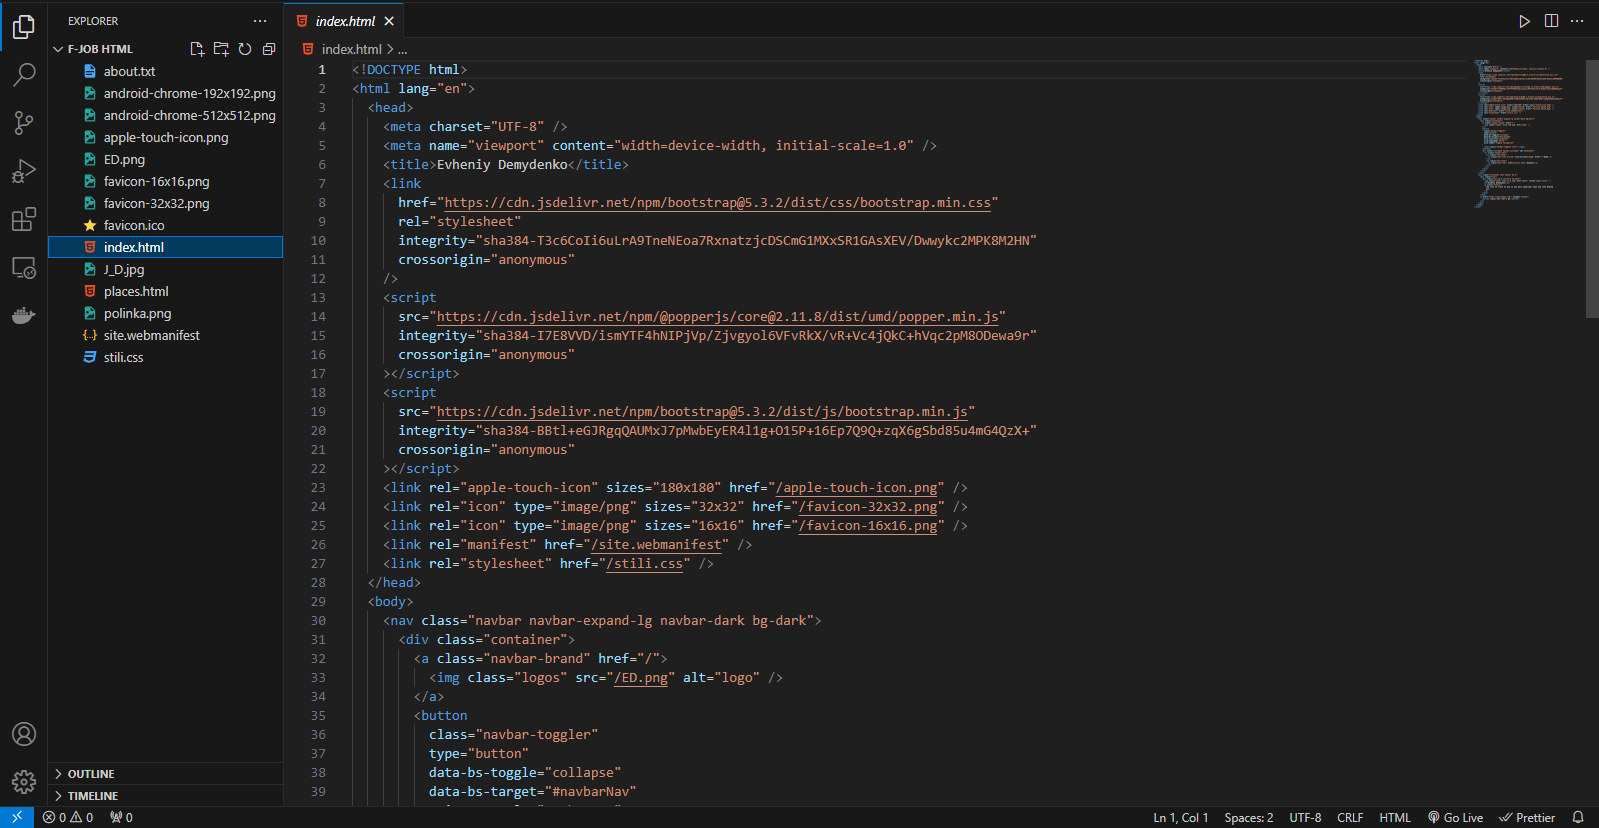 EXPLORER
F-JOB HTML
about.txt
android-chrome-192x192.png
android-chrome-512x512.png
apple-touch-icon.png
ED.png
favicon-16x16.png
favicon-32x32.png
favicon.ico
index.html
J_D.jpg
places.html
polinka.png
site.webmanifest
stili.css
OUTLINE
TIMELINE
index.html
index.html > ...
1 <!DOCTYPE html>
2 <html lang="en">
3 <head>
4 <meta charset="UTF-8" />
5 <meta name="viewport" content="width=device-width, initial-scale=1.0" />
6 <title>Evheniy Demydenko</title>
7 <link
8 href="https://cdn.jsdelivr.net/npm/bootstrap@5.3.2/dist/css/bootstrap.min.css"
9 rel="stylesheet"
10 integrity="sha384-T3c6CoIi6uLrA9TneNEoa7RxnatzjcDSCmG1MXxSR1GAsXEV/Dwwykc2MPK8M2HN"
11 crossorigin="anonymous"
12 />
13 <script
14 src="https://cdn.jsdelivr.net/npm/@popperjs/core@2.11.8/dist/umd/popper.min.js"
15 integrity="sha384-I7E8VVD/ismYTF4hNIPjVp/Zjvgyol6VFvRkX/vR+Vc4jQkC+hVqc2pM8ODewa9r"
16 crossorigin="anonymous"
17 ></script>
18 <script
19 src="https://cdn.jsdelivr.net/npm/bootstrap@5.3.2/dist/js/bootstrap.min.js"
20 integrity="sha384-BBtl+eGJRgqQAUMxJ7pMwbEyER4l1g+O15P+16Ep7Q9Q+zqX6gSbd85u4mG4QzX+"
21 crossorigin="anonymous"
22 ></script>
23 <link rel="apple-touch-icon" sizes="180x180" href="/apple-touch-icon.png" />
24 <link rel="icon" type="image/png" sizes="32x32" href="/favicon-32x32.png" />
25 <link rel="icon" type="image/png" sizes="16x16" href="/favicon-16x16.png" />
26 <link rel="manifest" href="/site.webmanifest" />
27 <link rel="stylesheet" href="/stili.css" />
28 </head>
29 <body>
30 <nav class="navbar navbar-expand-lg navbar-dark bg-dark">
31 <div class="container">
32 <a class="navbar-brand" href="/">
33 <img class="logos" src="/ED.png" alt="logo" />
34 </a>
35 <button
36 class="navbar-toggler"
37 type="button"
38 data-bs-toggle="collapse"
39 data-bs-target="#navbarNav"
0 0 0
Ln 1, Col 1 Spaces: 2 UTF-8 CRLF HTML Go Live Prettier